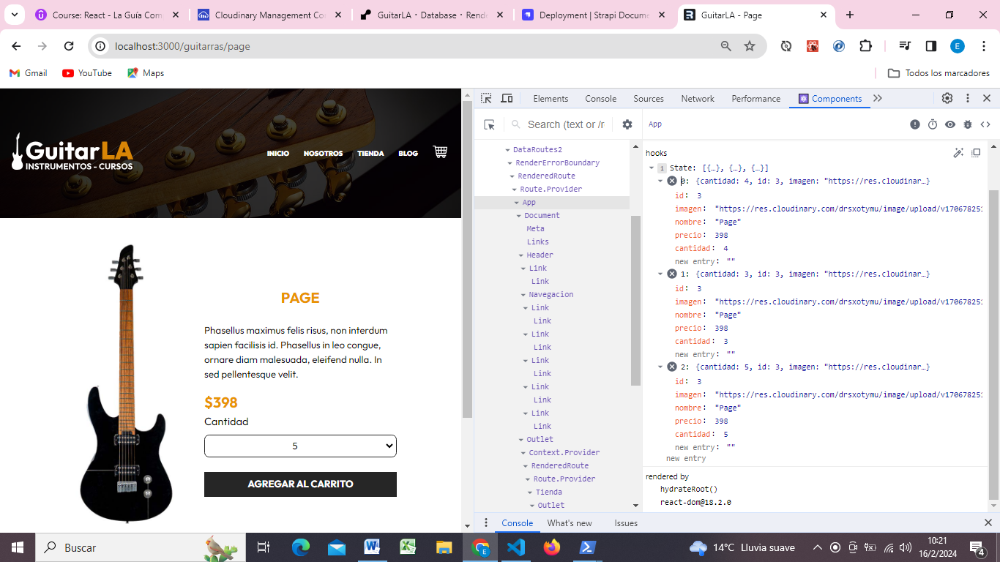 Course: React - La Guía Com
Cloudinary Management Co
GuitarLA · Database · Rende
Deployment | Strapi Docume
GuitarLA - Page
localhost:3000/guitarras/page
E
Gmail
YouTube
Maps
Todos los marcadores
GuitarLA
INSTRUMENTOS - CURSOS
INICIO
NOSOTROS
TIENDA
BLOG
PAGE
Phasellus maximus felis risus, non interdum
sapien facilisis id. Phasellus in leo congue,
ornare diam malesuada, eleifend nulla. In
sed pellentesque velit.
$398
Cantidad
5
AGREGAR AL CARRITO
Elements
Console
Sources
Network
Performance
Components
Search (text or /r
DataRoutes2
RenderErrorBoundary
RenderedRoute
Route.Provider
App
Document
Meta
Links
Header
Link
Link
Navegacion
Link
Link
Link
Link
Link
Link
Link
Link
Link
Link
Outlet
Context.Provider
RenderedRoute
Route.Provider
Tienda
Outlet
App
hooks
1 State: [{…}, {…}, {…}]
0: {cantidad: 4, id: 3, imagen: "https://res.cloudinar…}
id: 3
imagen: "https://res.cloudinary.com/drsxotymu/image/upload/v170678251
nombre: "Page"
precio: 398
cantidad: 4
new entry: ""
1: {cantidad: 3, id: 3, imagen: "https://res.cloudinar…}
id: 3
imagen: "https://res.cloudinary.com/drsxotymu/image/upload/v170678251
nombre: "Page"
precio: 398
cantidad: 3
new entry: ""
2: {cantidad: 5, id: 3, imagen: "https://res.cloudinar…}
id: 3
imagen: "https://res.cloudinary.com/drsxotymu/image/upload/v170678251
nombre: "Page"
precio: 398
cantidad: 5
new entry: ""
new entry
rendered by
hydrateRoot()
react-dom@18.2.0
Console
What's new
Issues
Buscar
14°C Lluvia suave
10:21
16/2/2024
4